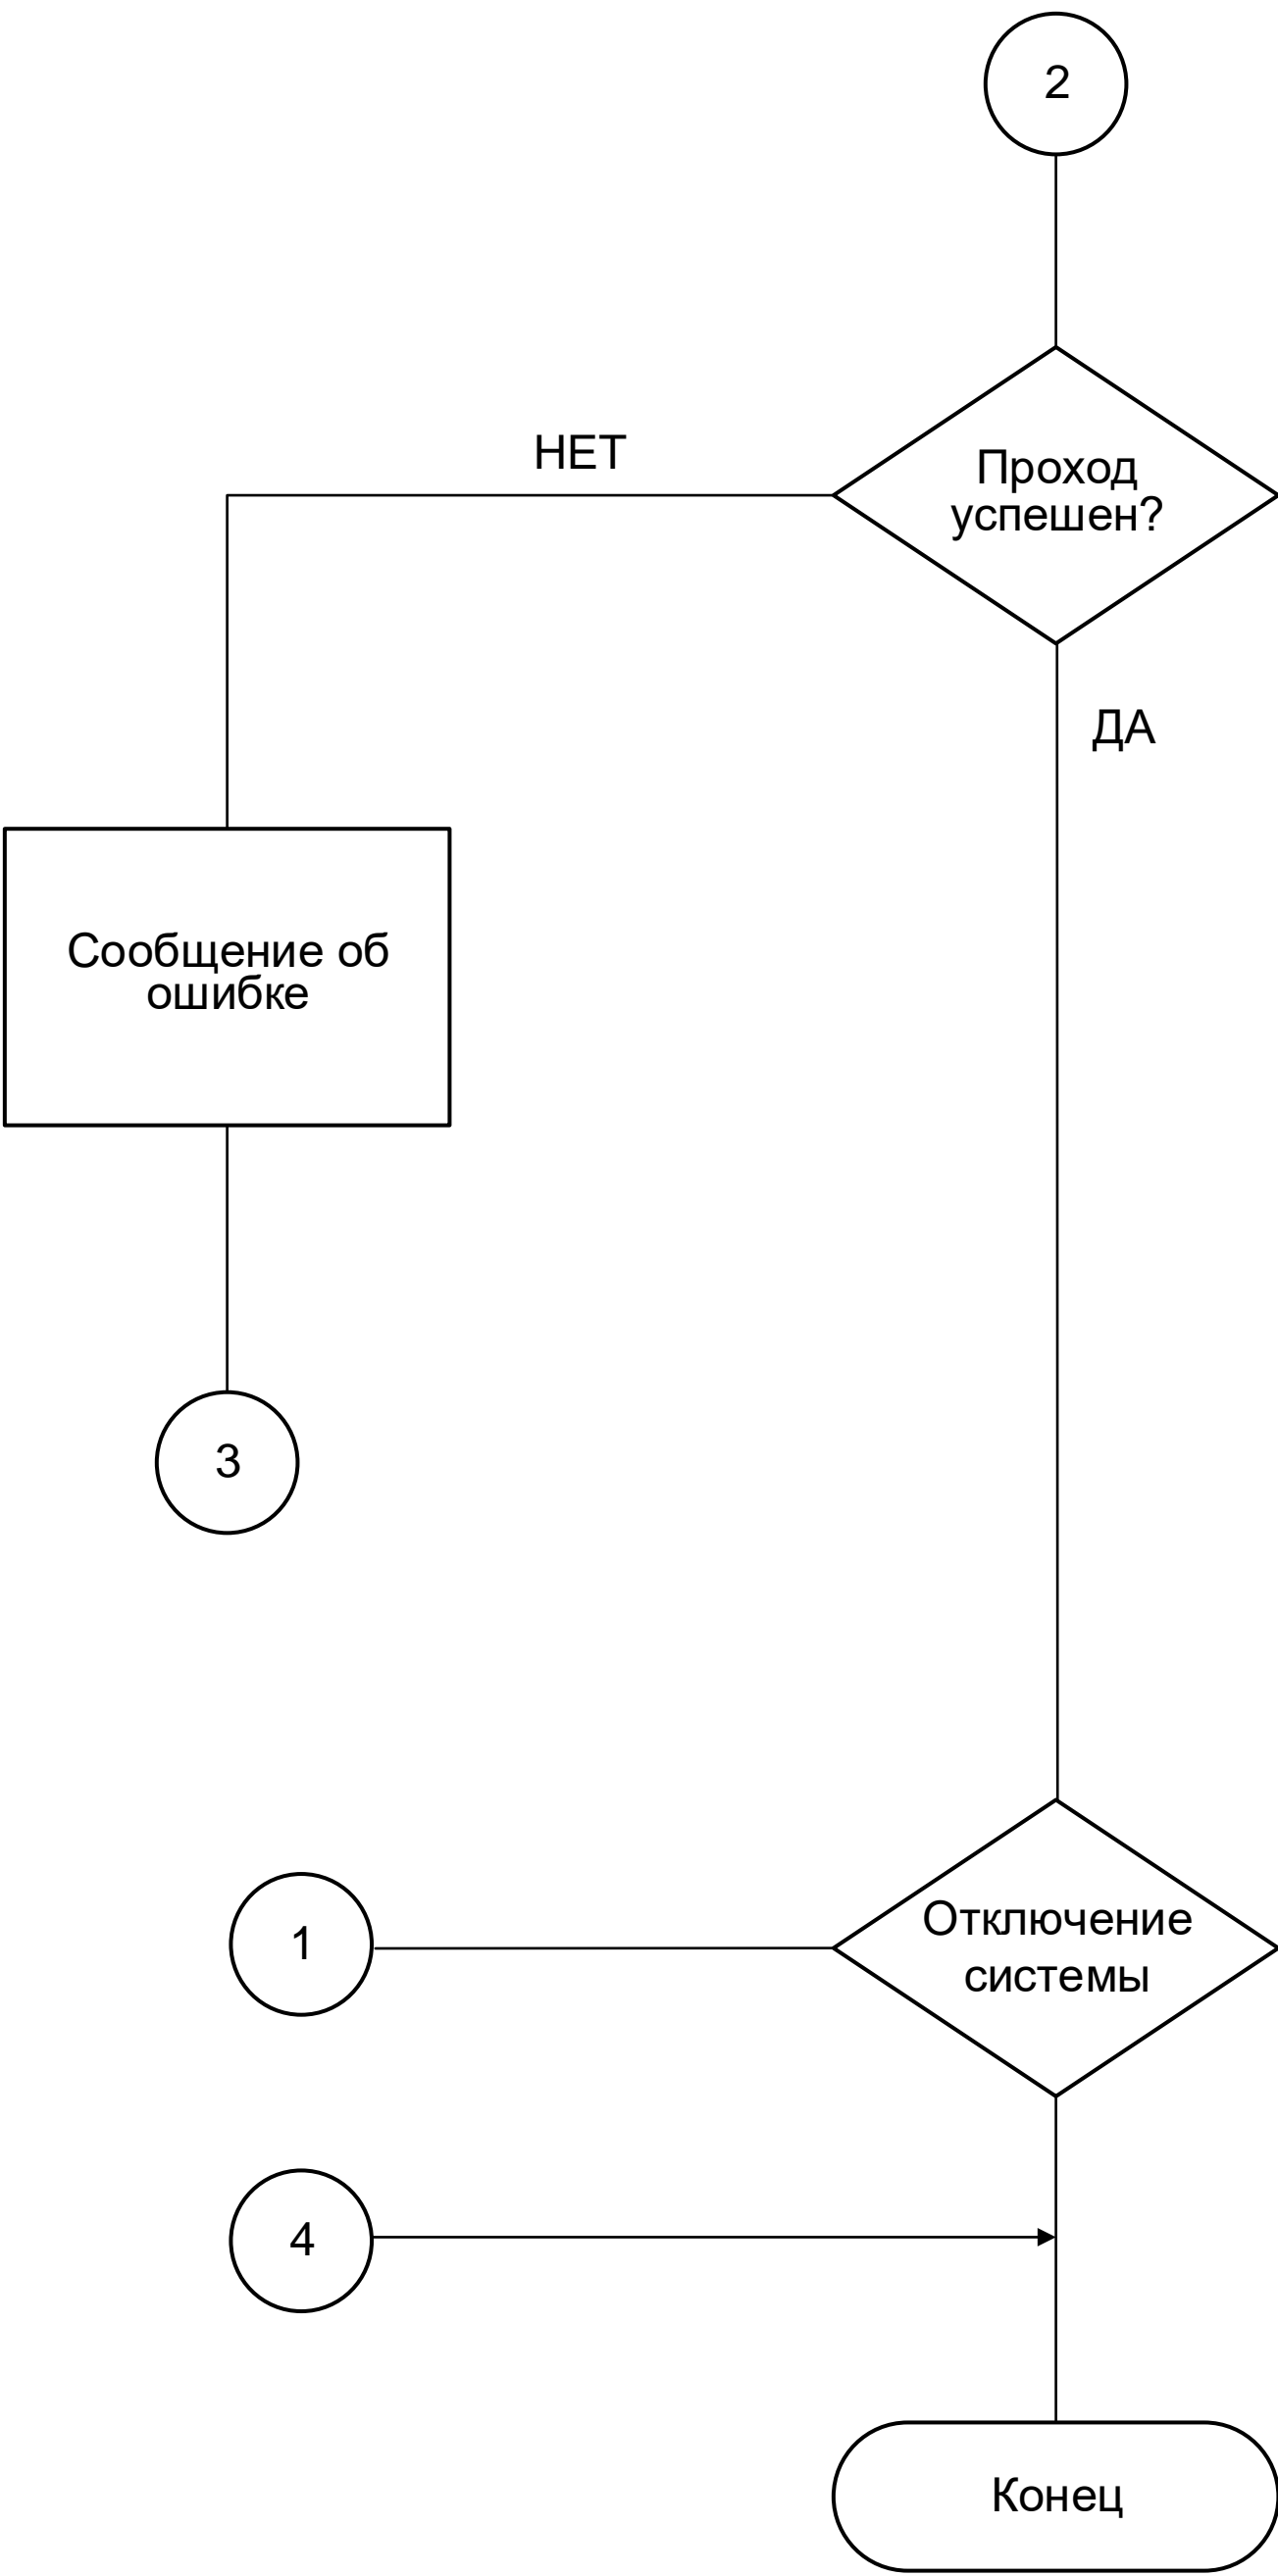 2
НЕТ
Проход
успешен?
ДА
Сообщение об
ошибке
3
1
Отключение
системы
4
Конец